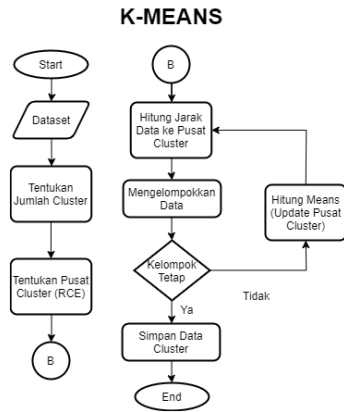 K-MEANS
Start
Dataset
Tentukan
Jumlah Cluster
Tentukan Pusat
Cluster (RCE)
B
B
Hitung Jarak
Data ke Pusat
Cluster
Mengelompokkan
Data
Kelompok
Tetap
Tidak
Hitung Means
(Update Pusat
Cluster)
Ya
Simpan Data
Cluster
End